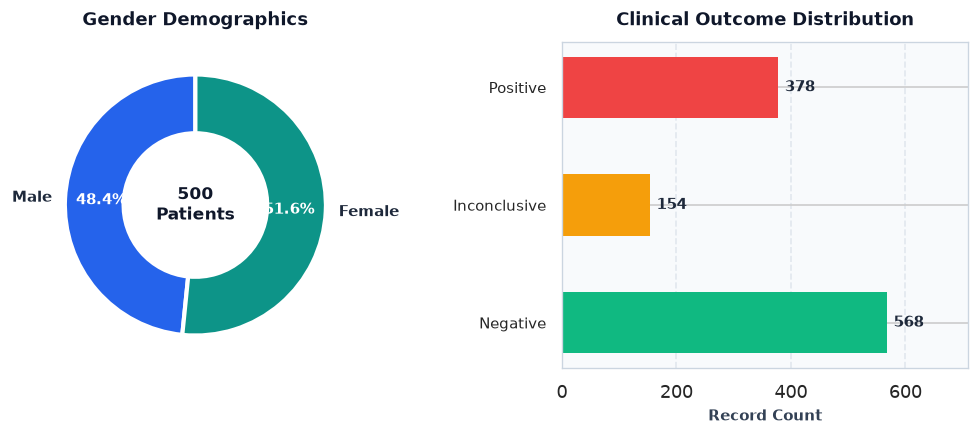 Gender Demographics
Male
48.4%
500
Patients
51.6%
Female
Clinical Outcome Distribution
Positive
378
Inconclusive
154
Negative
568
0
200
400
600
Record Count